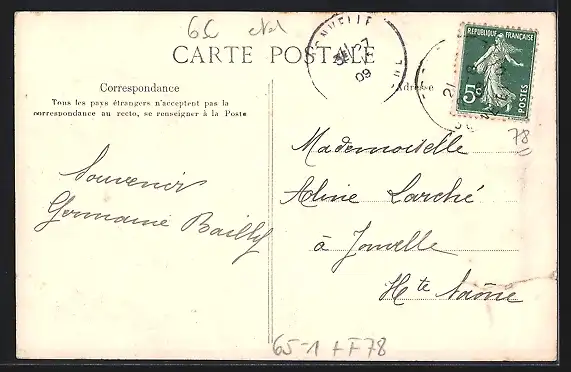 6C
CARTE POSTALE
Correspondance
Tous les pays étrangers n'acceptent pas la
correspondance au recto, se renseigner à la Poste
Adresse
09
RÉPUBLIQUE FRANÇAISE
5c
POSTES
78
Souvenir
Germaine Bailly
Mademoiselle
Aline Larché
à Jonvelle
Hte Saône
65-1 + F78